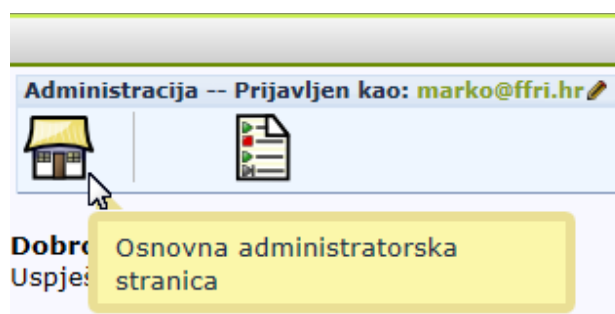 Administracija -- Prijavljen kao: marko@ffri.hr
Osnovna administratorska
stranica